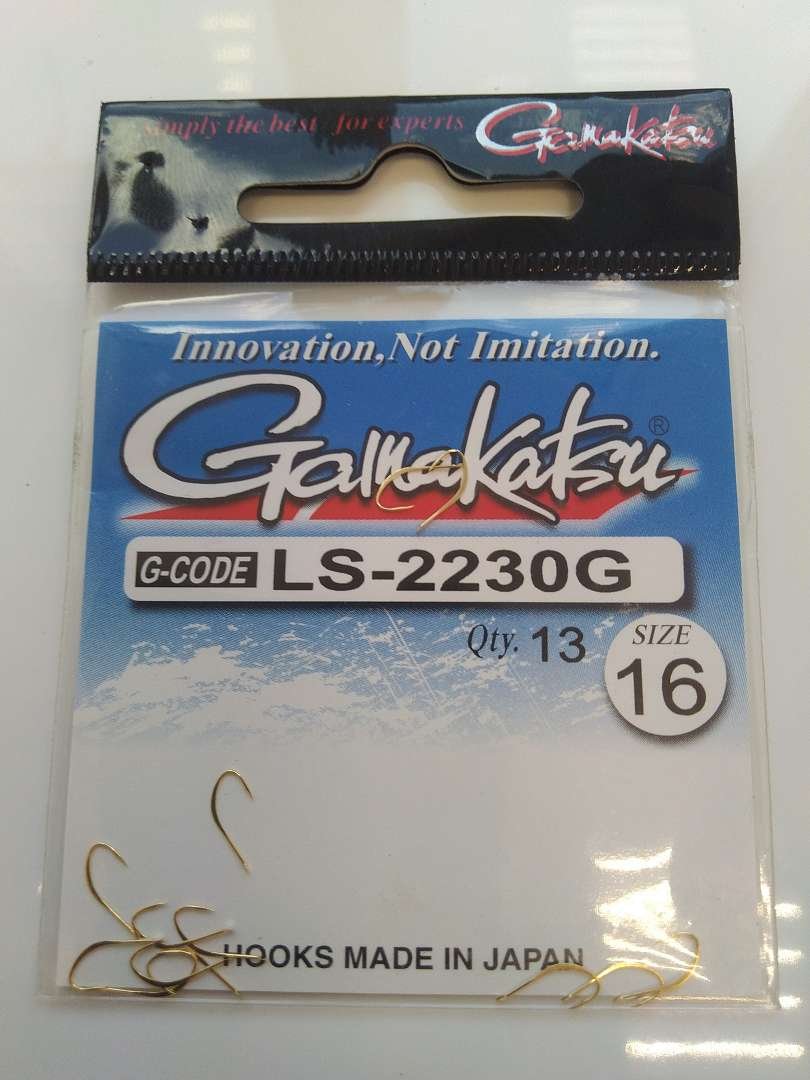 simply the best for experts Gamakatsu
Innovation, Not Imitation.
Gamakatsu®
G-CODE LS-2230G
Qty. 13 SIZE
16
HOOKS MADE IN JAPAN